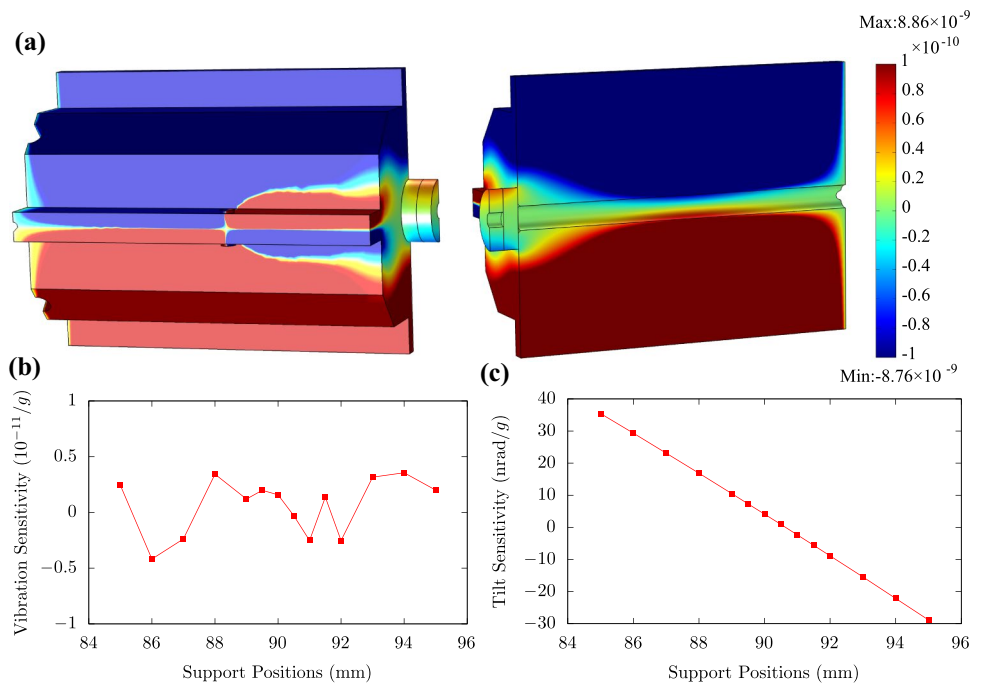 (a)
Max:8.86×10⁻⁹
×10⁻¹⁰
1
0.8
0.6
0.4
0.2
0
-0.2
-0.4
-0.6
-0.8
-1
Min:-8.76×10⁻⁹
(b)
Vibration Sensitivity (10⁻¹¹/g)
1
0.5
0
−0.5
−1
84 86 88 90 92 94 96
Support Positions (mm)
(c)
Tilt Sensitivity (nrad/g)
40
30
20
10
0
−10
−20
−30
84 86 88 90 92 94 96
Support Positions (mm)